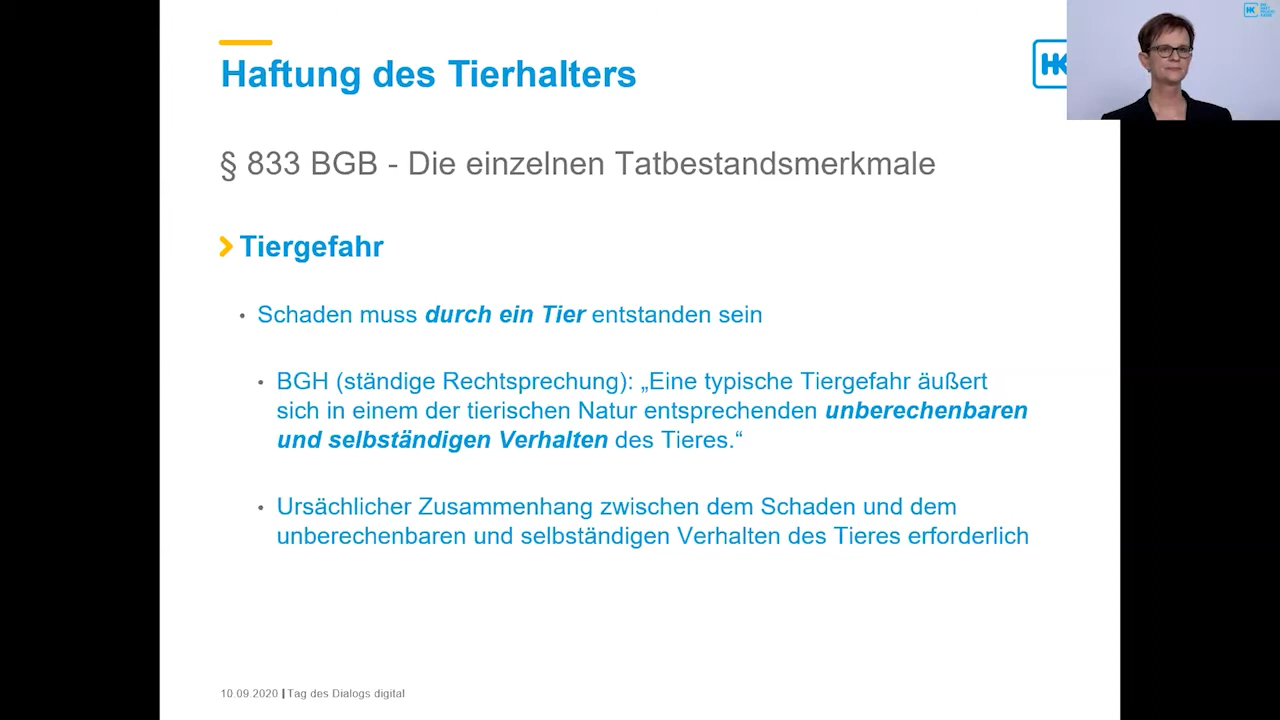 Haftung des Tierhalters
HK
§ 833 BGB - Die einzelnen Tatbestandsmerkmale
Tiergefahr
• Schaden muss durch ein Tier entstanden sein
• BGH (ständige Rechtsprechung): „Eine typische Tiergefahr äußert
sich in einem der tierischen Natur entsprechenden unberechenbaren
und selbständigen Verhalten des Tieres.“
• Ursächlicher Zusammenhang zwischen dem Schaden und dem
unberechenbaren und selbständigen Verhalten des Tieres erforderlich
10.09.2020 | Tag des Dialogs digital